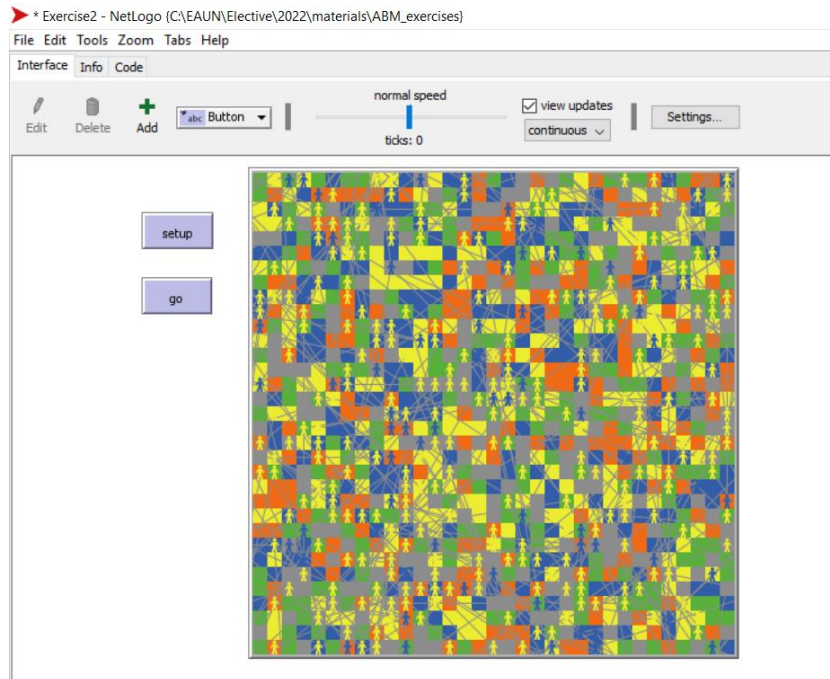 * Exercise2 - NetLogo {C:\EAUN\Elective\2022\materials\ABM_exercises}
File Edit Tools Zoom Tabs Help
Interface Info Code
Edit Delete Add abc Button normal speed ticks: 0 view updates continuous Settings...
setup
go